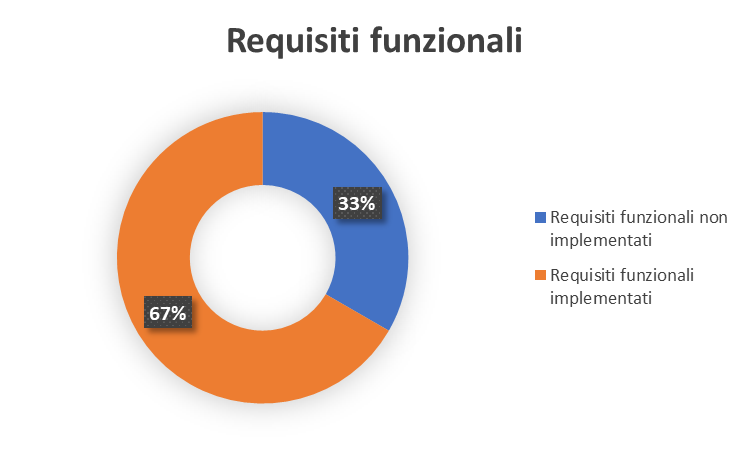 Requisiti funzionali
33%
67%
Requisiti funzionali non
implementati
Requisiti funzionali
implementati